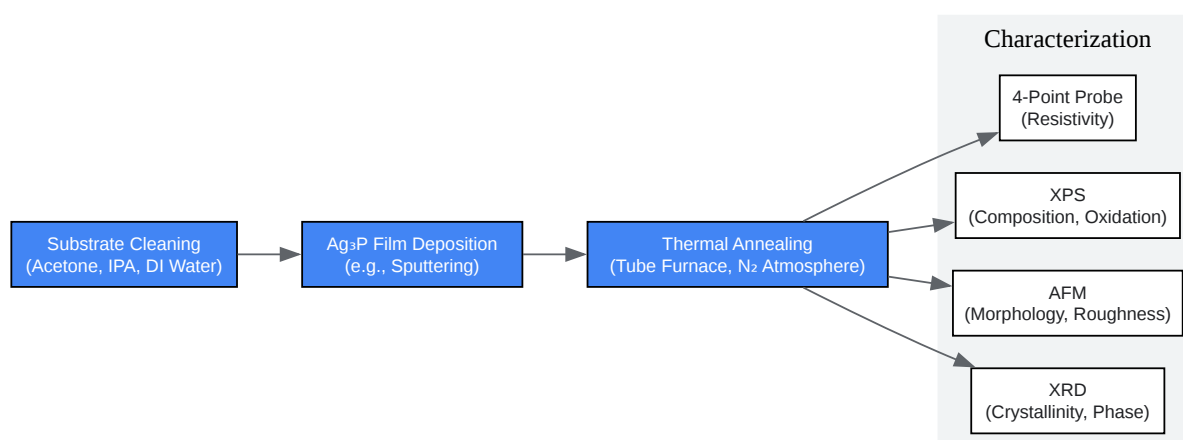 Characterization
4-Point Probe
(Resistivity)
XPS
(Composition, Oxidation)
Substrate Cleaning
(Acetone, IPA, DI Water)
Ag₃P Film Deposition
(e.g., Sputtering)
Thermal Annealing
(Tube Furnace, N₂ Atmosphere)
AFM
(Morphology, Roughness)
XRD
(Crystallinity, Phase)